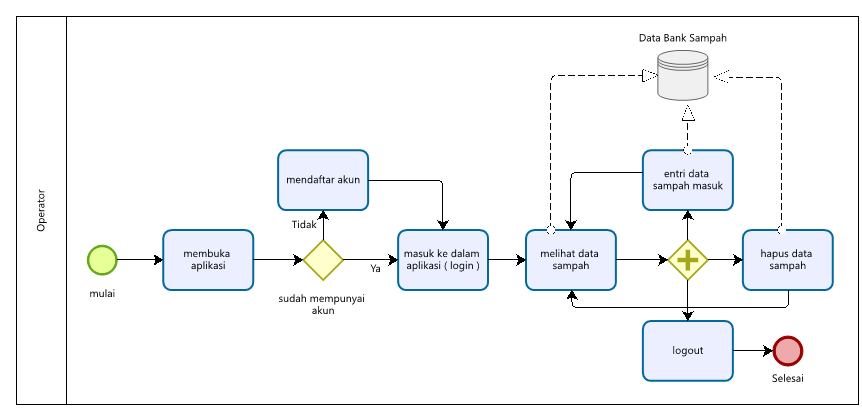 Operator
mulai
membuka
aplikasi
sudah mempunyai
akun
Tidak
Ya
mendaftar akun
masuk ke dalam
aplikasi ( login )
melihat data
sampah
Data Bank Sampah
entri data
sampah masuk
hapus data
sampah
logout
Selesai